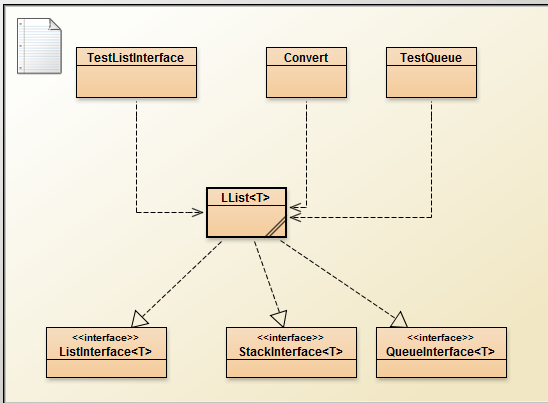 TestListInterface
Convert
TestQueue
LList<T>
<<interface>>
ListInterface<T>
<<interface>>
StackInterface<T>
<<interface>>
QueueInterface<T>